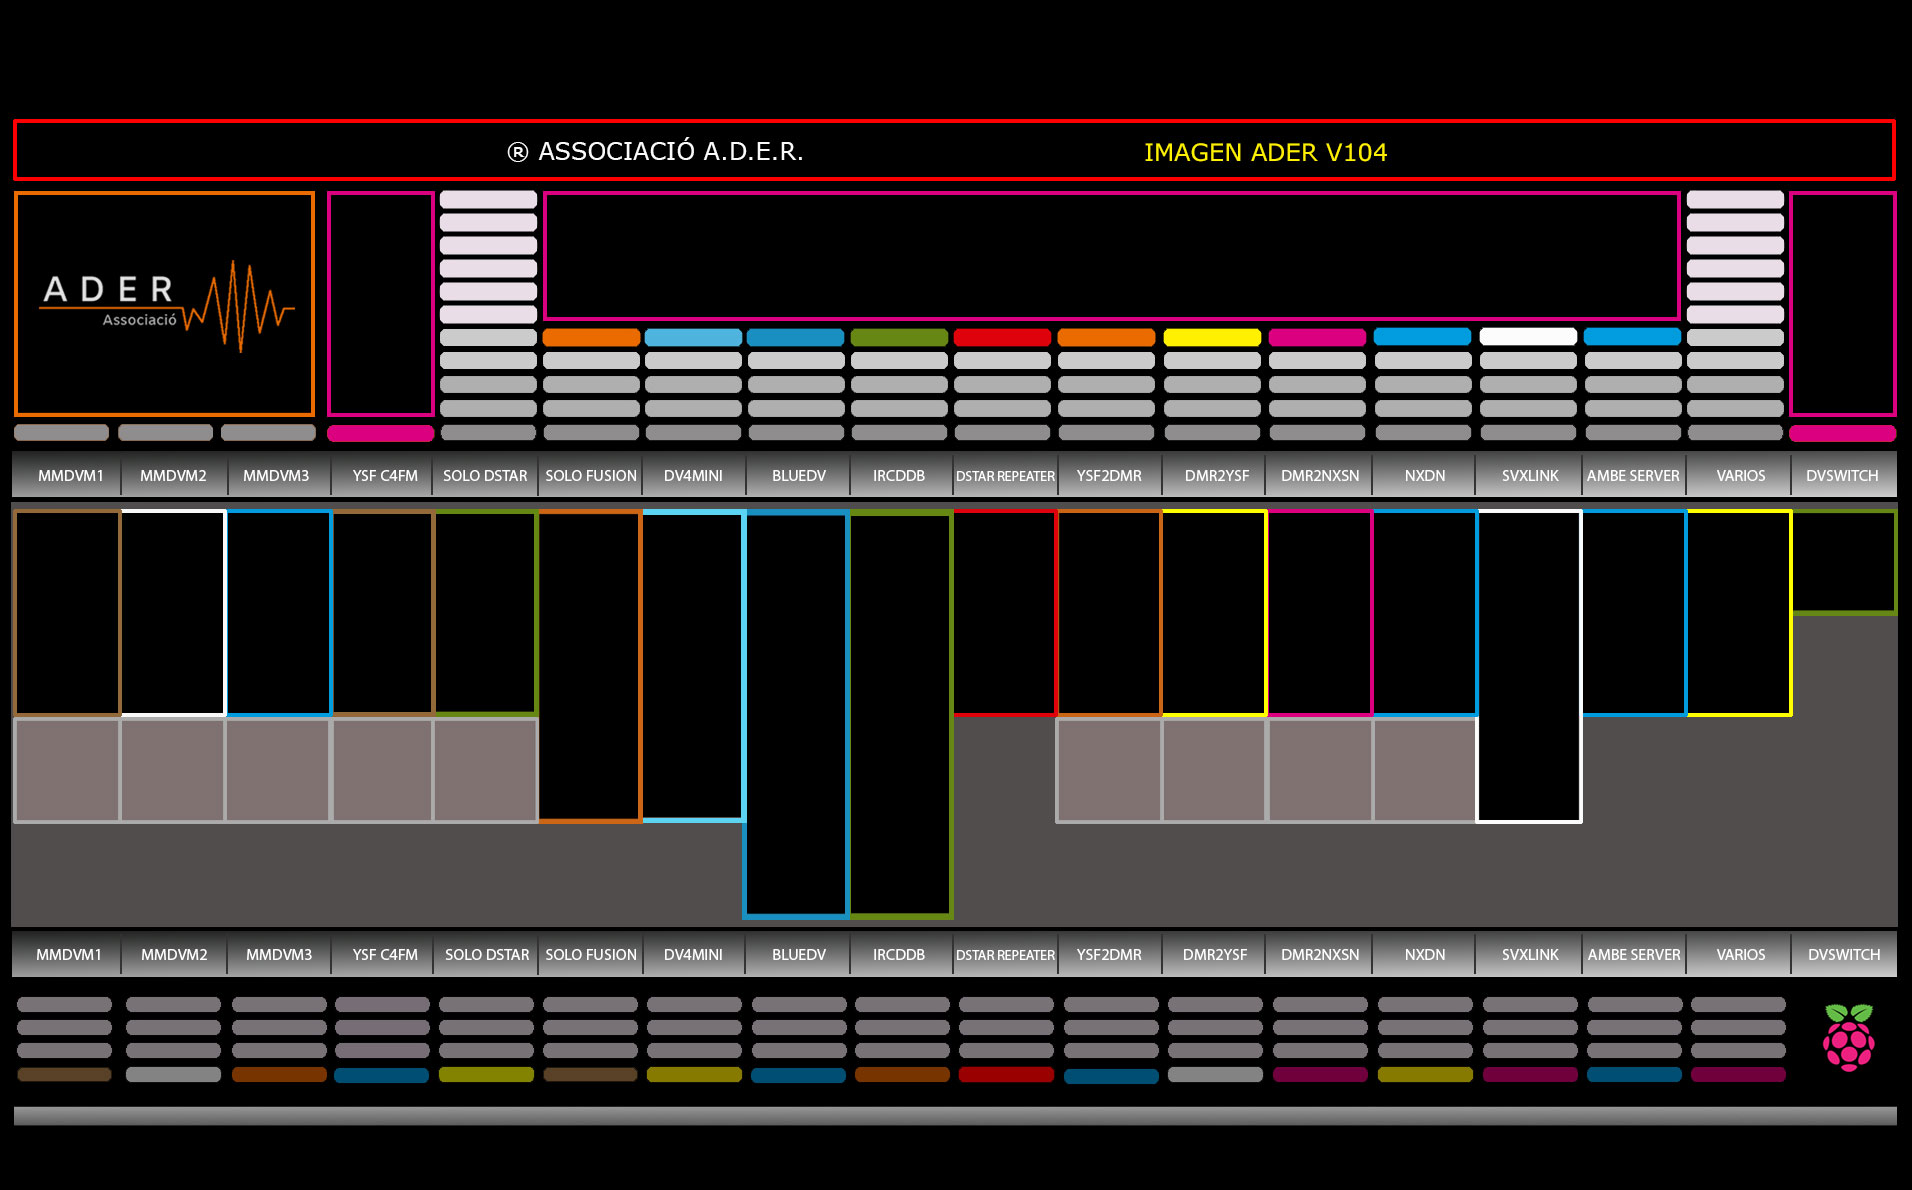 ® ASSOCIACIÓ A.D.E.R. IMAGEN ADER V104
ADER
Associació
MMDVM1 MMDVM2 MMDVM3 YSF C4FM SOLO DSTAR SOLO FUSION DV4MINI BLUEDV IRCDDB DSTAR REPEATER YSF2DMR DMR2YSF DMR2NXSN NXDN SVXLINK AMBE SERVER VARIOS DVSWITCH
MMDVM1 MMDVM2 MMDVM3 YSF C4FM SOLO DSTAR SOLO FUSION DV4MINI BLUEDV IRCDDB DSTAR REPEATER YSF2DMR DMR2YSF DMR2NXSN NXDN SVXLINK AMBE SERVER VARIOS DVSWITCH